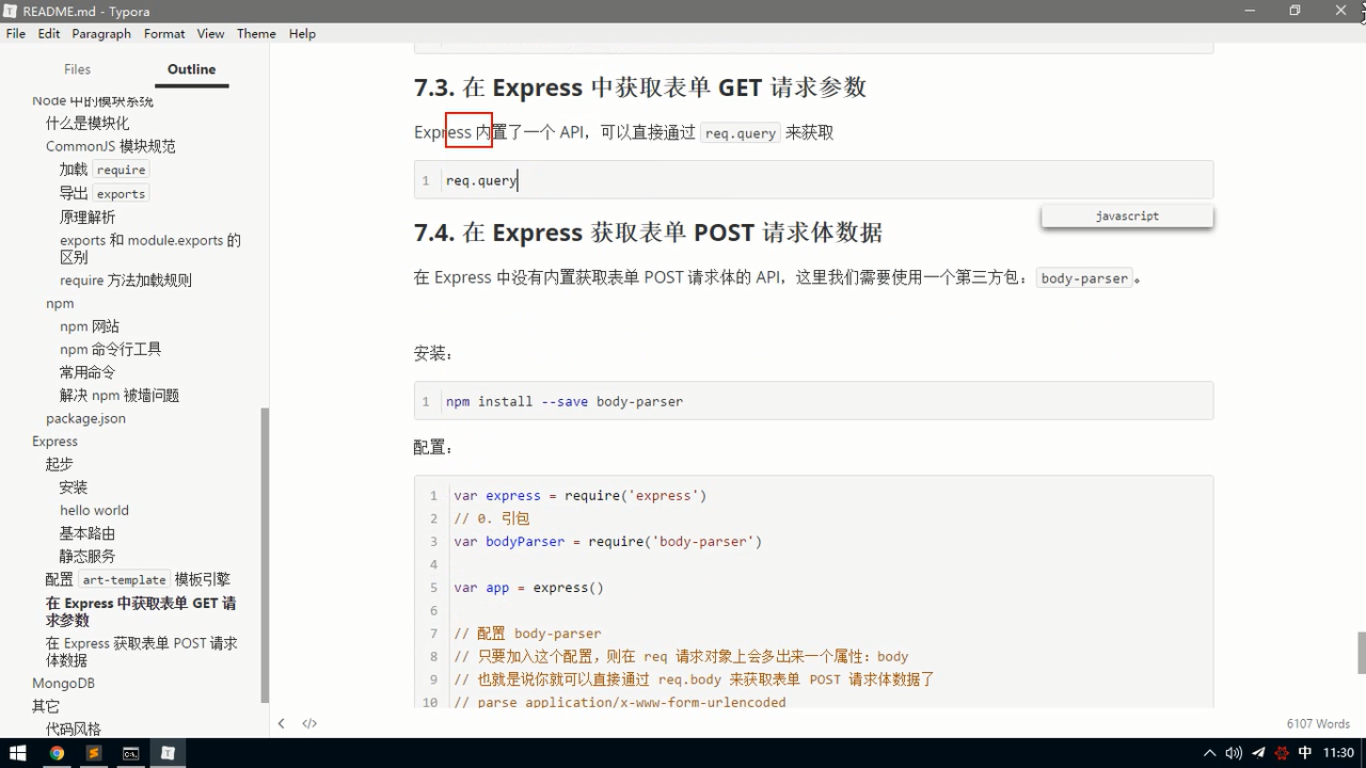 README.md - Typora
File Edit Paragraph Format View Theme Help
Files Outline
Node 中的模块系统
什么是模块化
CommonJS 模块规范
加载 require
导出 exports
原理解析
exports 和 module.exports 的
区别
require 方法加载规则
npm
npm 网站
npm 命令行工具
常用命令
解决 npm 被墙问题
package.json
Express
起步
安装
hello world
基本路由
静态服务
配置 art-template 模板引擎
在 Express 中获取表单 GET 请
求参数
在 Express 获取表单 POST 请求
体数据
MongoDB
其它
代码风格
7.3. 在 Express 中获取表单 GET 请求参数
Express 内置了一个 API，可以直接通过 req.query 来获取
1 req.query
javascript
7.4. 在 Express 获取表单 POST 请求体数据
在 Express 中没有内置获取表单 POST 请求体的 API，这里我们需要使用一个第三方包：body-parser。
安装：
1 npm install --save body-parser
配置：
1 var express = require('express')
2 // 0. 引包
3 var bodyParser = require('body-parser')
4
5 var app = express()
6
7 // 配置 body-parser
8 // 只要加入这个配置，则在 req 请求对象上会多出来一个属性：body
9 // 也就是说你就可以直接通过 req.body 来获取表单 POST 请求体数据了
10 // parse application/x-www-form-urlencoded
6107 Words
中 11:30